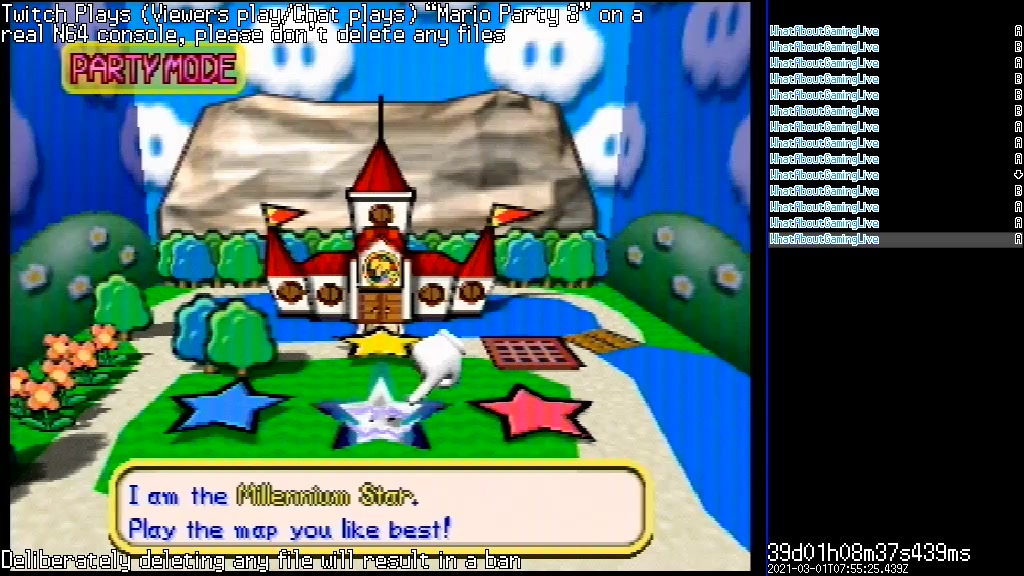 Twitch Plays (Viewers play/Chat plays) “Mario Party 3” on a
real N64 console, please don't delete any files
PARTY MODE
I am the Millennium Star.
Play the map you like best!
Deliberately deleting any file will result in a ban
WhatAboutGamingLive A
WhatAboutGamingLive B
WhatAboutGamingLive A
WhatAboutGamingLive B
WhatAboutGamingLive B
WhatAboutGamingLive B
WhatAboutGamingLive A
WhatAboutGamingLive A
WhatAboutGamingLive A
WhatAboutGamingLive ↓
WhatAboutGamingLive B
WhatAboutGamingLive A
WhatAboutGamingLive A
WhatAboutGamingLive A
39d01h08m37s439ms
2021-03-01T07:55:25.439Z